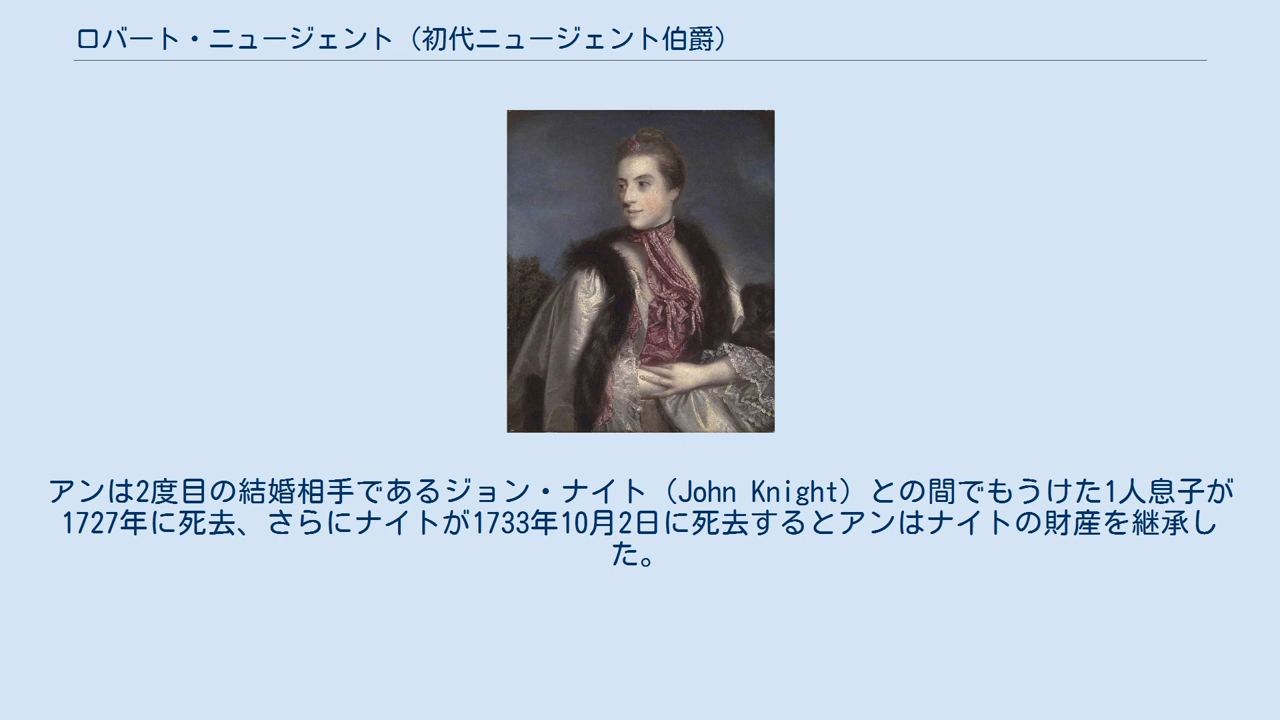 ロバート・ニュージェント（初代ニュージェント伯爵）
アンは2度目の結婚相手であるジョン・ナイト（John Knight）との間でもうけた1人息子が
1727年に死去、さらにナイトが1733年10月2日に死去するとアンはナイトの財産を継承し
た。